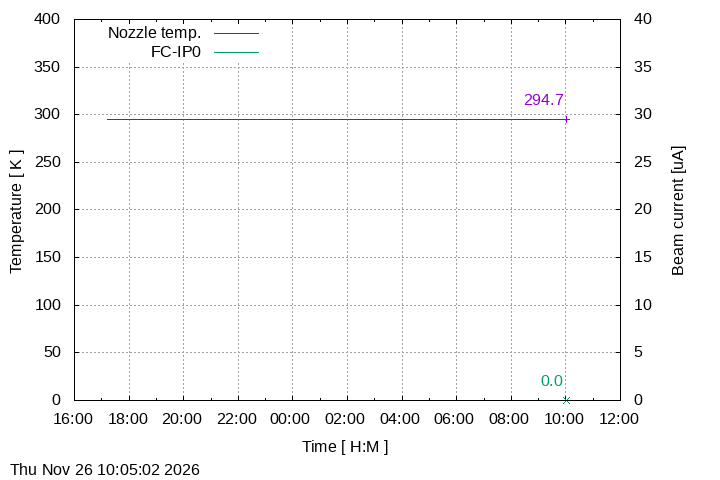 Nozzle temp.
FC-IP0
400
350
300
250
200
150
100
50
0
Temperature [ K ]
40
35
30
25
20
15
10
5
0
Beam current [uA]
294.7
0.0
16:00 18:00 20:00 22:00 00:00 02:00 04:00 06:00 08:00 10:00 12:00
Time [ H:M ]
Thu Nov 26 10:05:02 2026